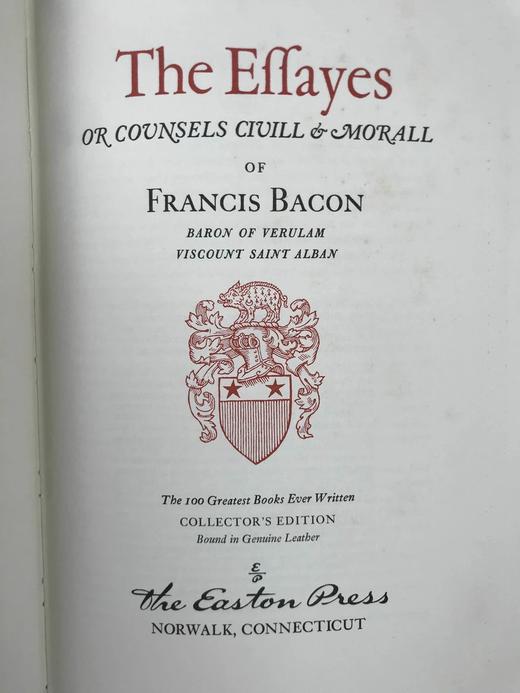 The Eſſayes
OR COVNSELS CIVILL & MORALL
OF
FRANCIS BACON
BARON OF VERULAM
VISCOUNT SAINT ALBAN
The 100 Greatest Books Ever Written
COLLECTOR'S EDITION
Bound in Genuine Leather
E/P
The Easton Press
NORWALK, CONNECTICUT